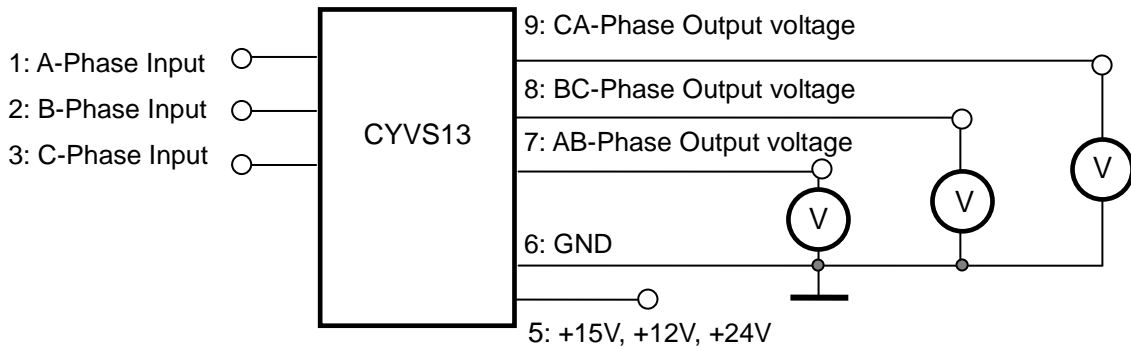 9: CA-Phase Output voltage
1: A-Phase Input
8: BC-Phase Output voltage
2: B-Phase Input
CYVS13
7: AB-Phase Output voltage
3: C-Phase Input
V
V
V
6: GND
5: +15V, +12V, +24V